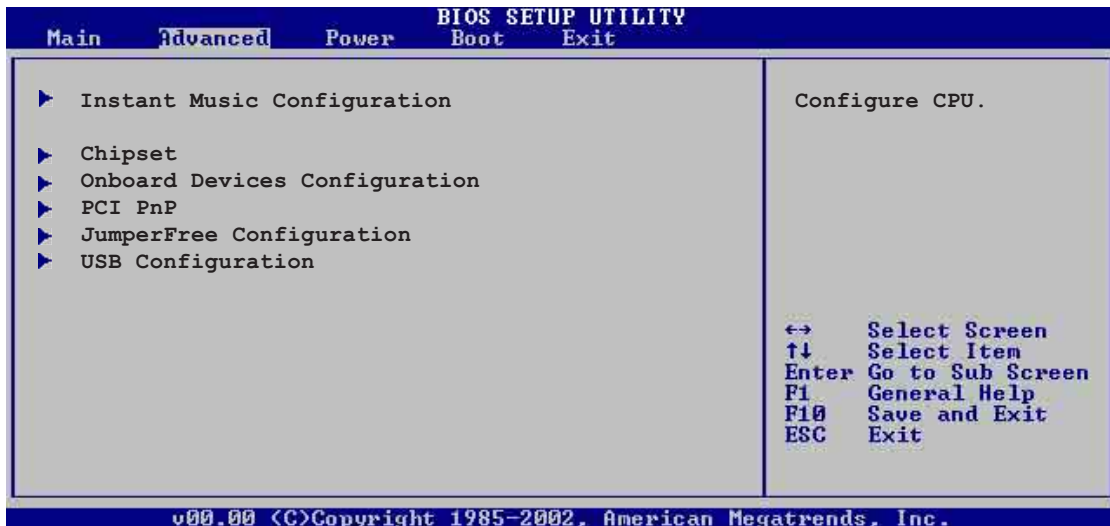 BIOS SETUP UTILITY
Main Advanced Power Boot Exit
Instant Music Configuration
Chipset
Onboard Devices Configuration
PCI PnP
JumperFree Configuration
USB Configuration
Configure CPU.
←→ Select Screen
↑↓ Select Item
Enter Go to Sub Screen
F1 General Help
F10 Save and Exit
ESC Exit
v00.00 (C)Copyright 1985-2002, American Megatrends, Inc.